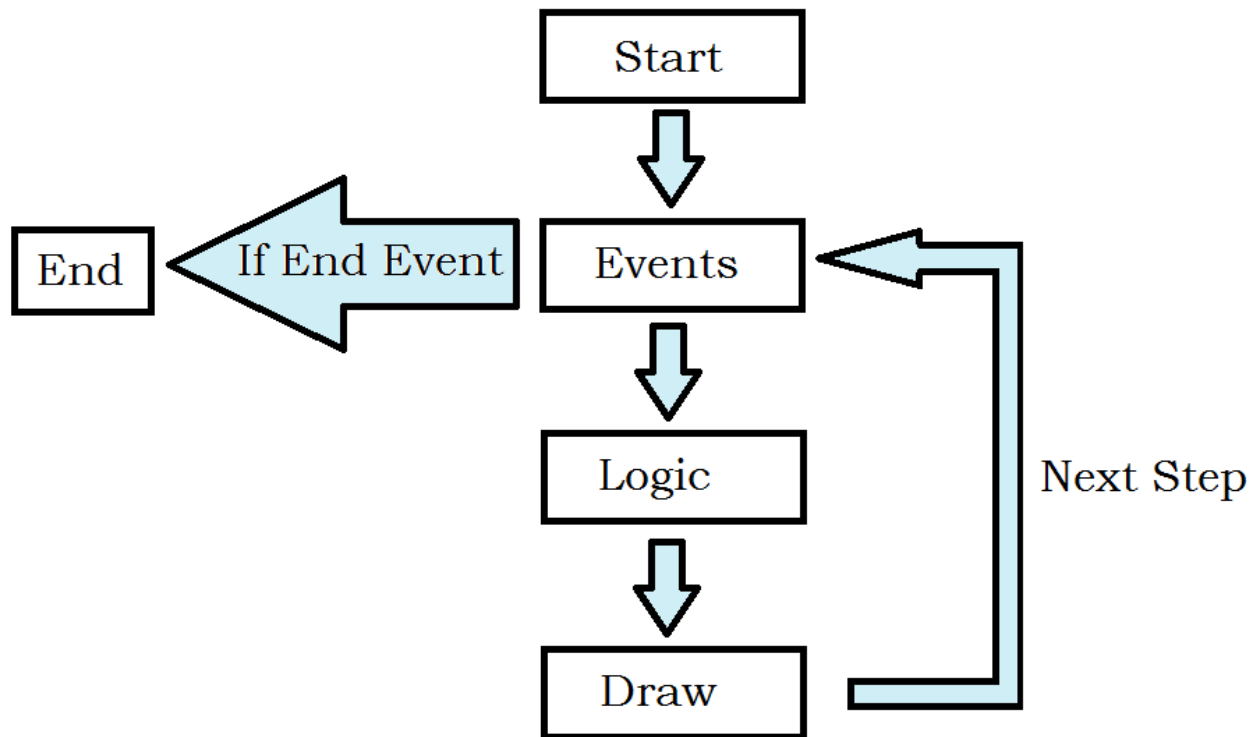 Start
End
If End Event
Events
Logic
Next Step
Draw